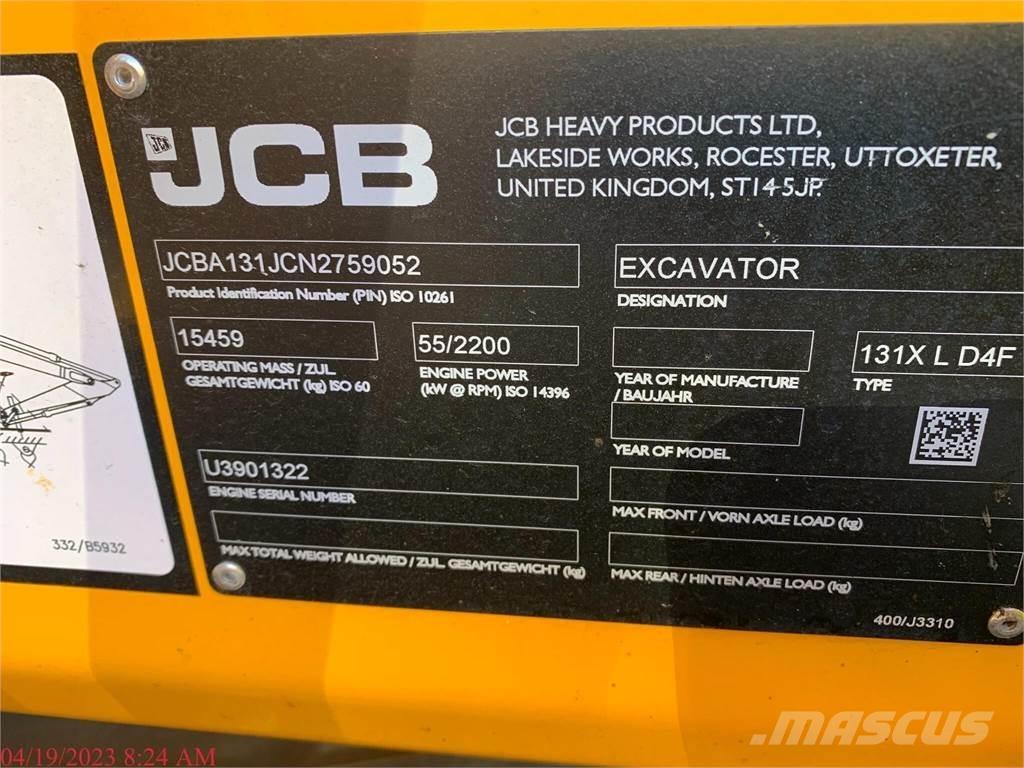 JCB
JCB
JCB HEAVY PRODUCTS LTD,
LAKESIDE WORKS, ROCESTER, UTTOXETER,
UNITED KINGDOM, ST14 5JP.
JCBA131JCN2759052
Product Identification Number (PIN) ISO 10261
EXCAVATOR
DESIGNATION
15459
OPERATING MASS / ZUL.
GESAMTGEWICHT (kg) ISO 60
55/2200
ENGINE POWER
(kW @ RPM) ISO 14396
YEAR OF MANUFACTURE
/ BAUJAHR
131X L D4F
TYPE
YEAR OF MODEL
U3901322
ENGINE SERIAL NUMBER
MAX FRONT / VORN AXLE LOAD (kg)
MAX TOTAL WEIGHT ALLOWED / ZUL. GESAMTGEWICHT (kg)
MAX REAR / HINTEN AXLE LOAD (kg)
332/B5932
400/J3310
04/19/2023 8:24 AM
MASCUS